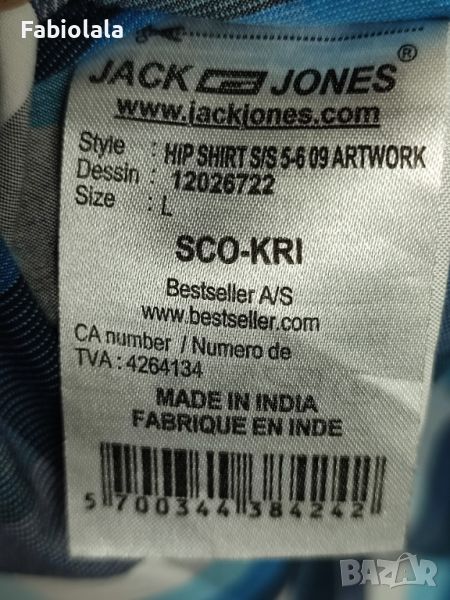 Fabiolala
JACK JONES®
www.jackjones.com
Style : HIP SHIRT S/S 5-6 09 ARTWORK
Dessin : 12026722
Size : L
SCO-KRI
Bestseller A/S
www.bestseller.com
CA number / Numero de
TVA : 4264134
MADE IN INDIA
FABRIQUE EN INDE
5 700344 384242
BAZAR